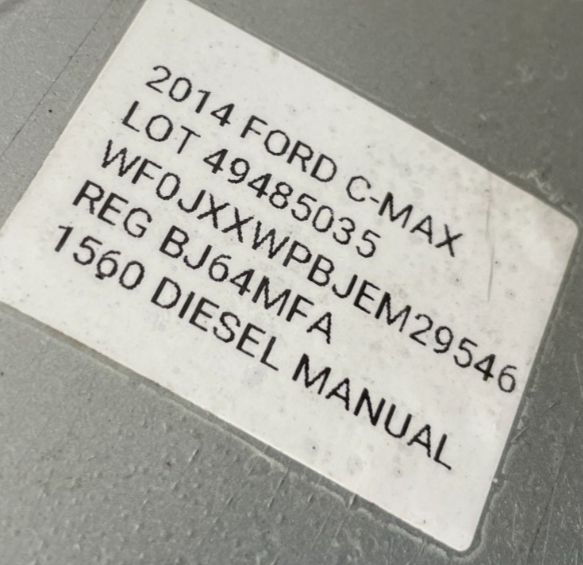 2014 FORD C-MAX
LOT 49485035
WF0JXXWPBJEM29546
REG BJ64MFA
1560 DIESEL MANUAL